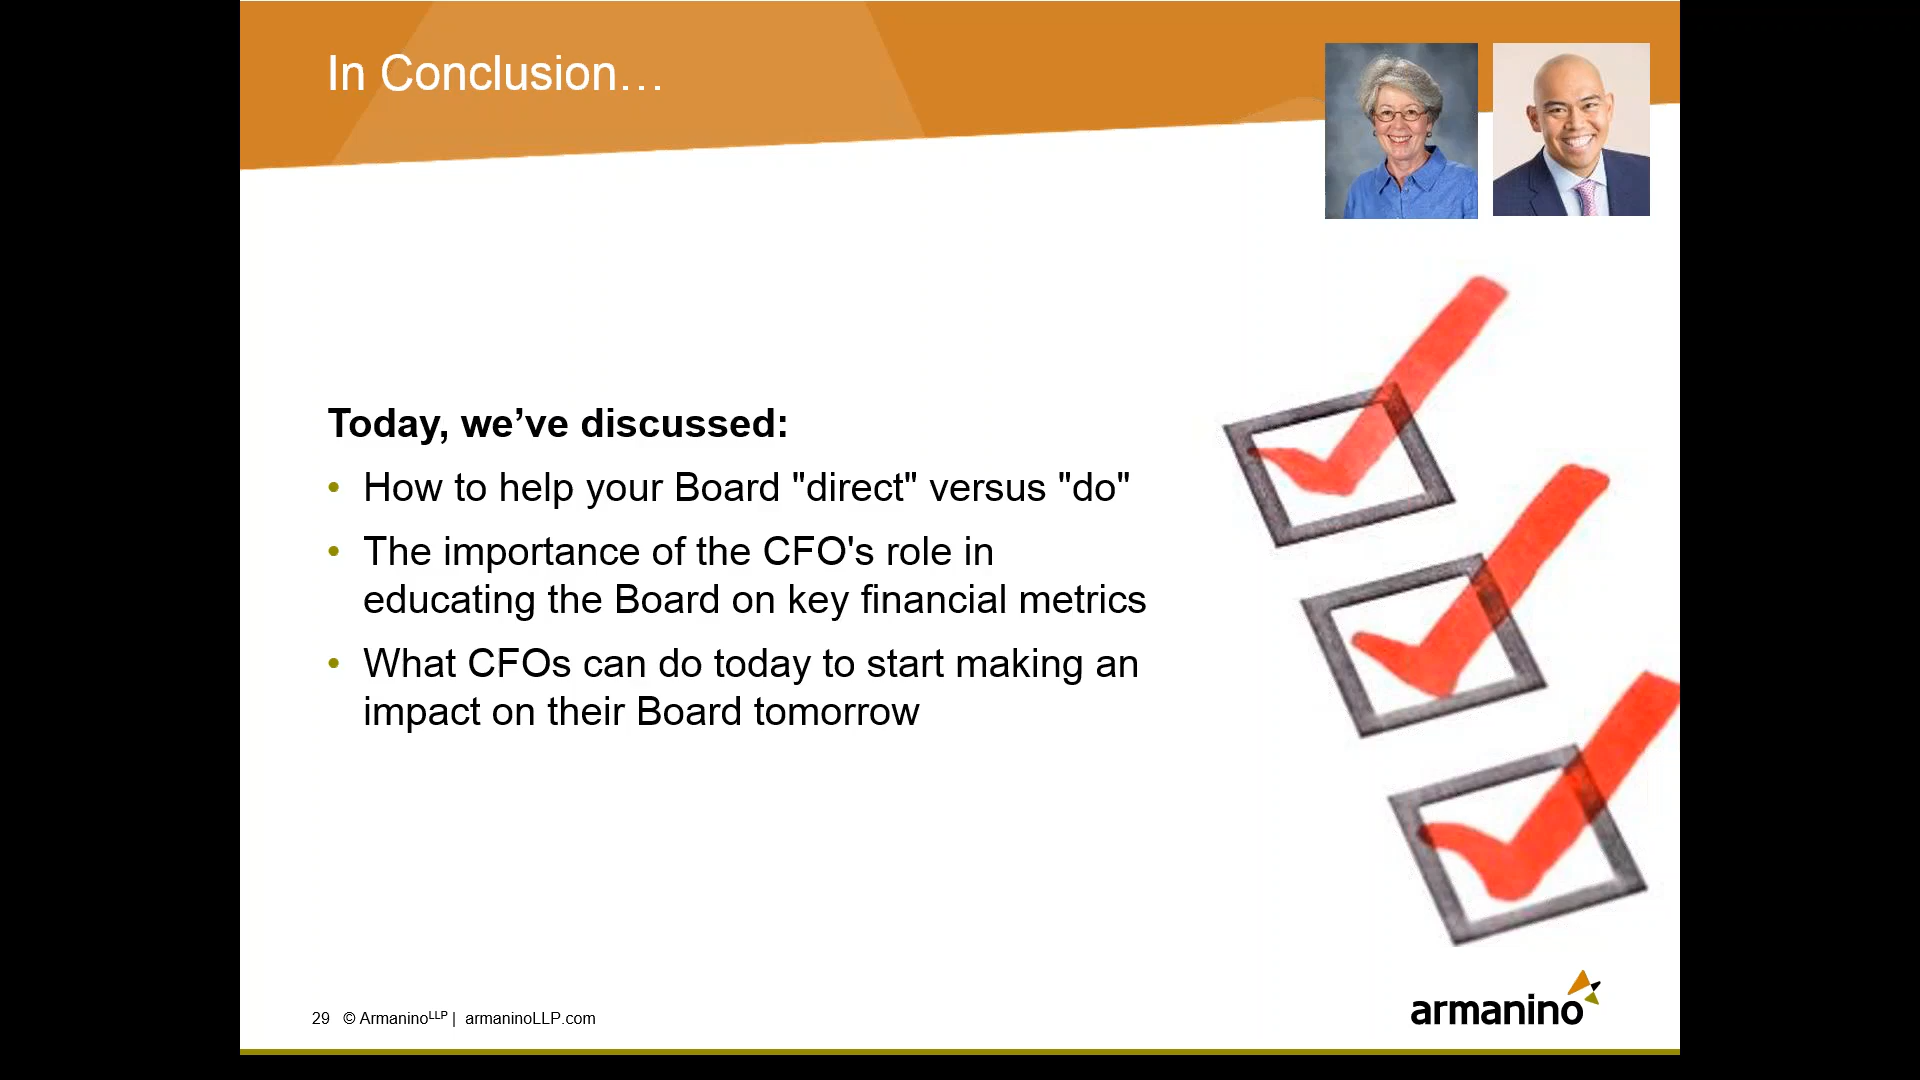 In Conclusion…
Today, we’ve discussed:
• How to help your Board "direct" versus "do"
• The importance of the CFO's role in
educating the Board on key financial metrics
• What CFOs can do today to start making an
impact on their Board tomorrow
29 © ArmaninoLLP | armaninoLLP.com
armanino